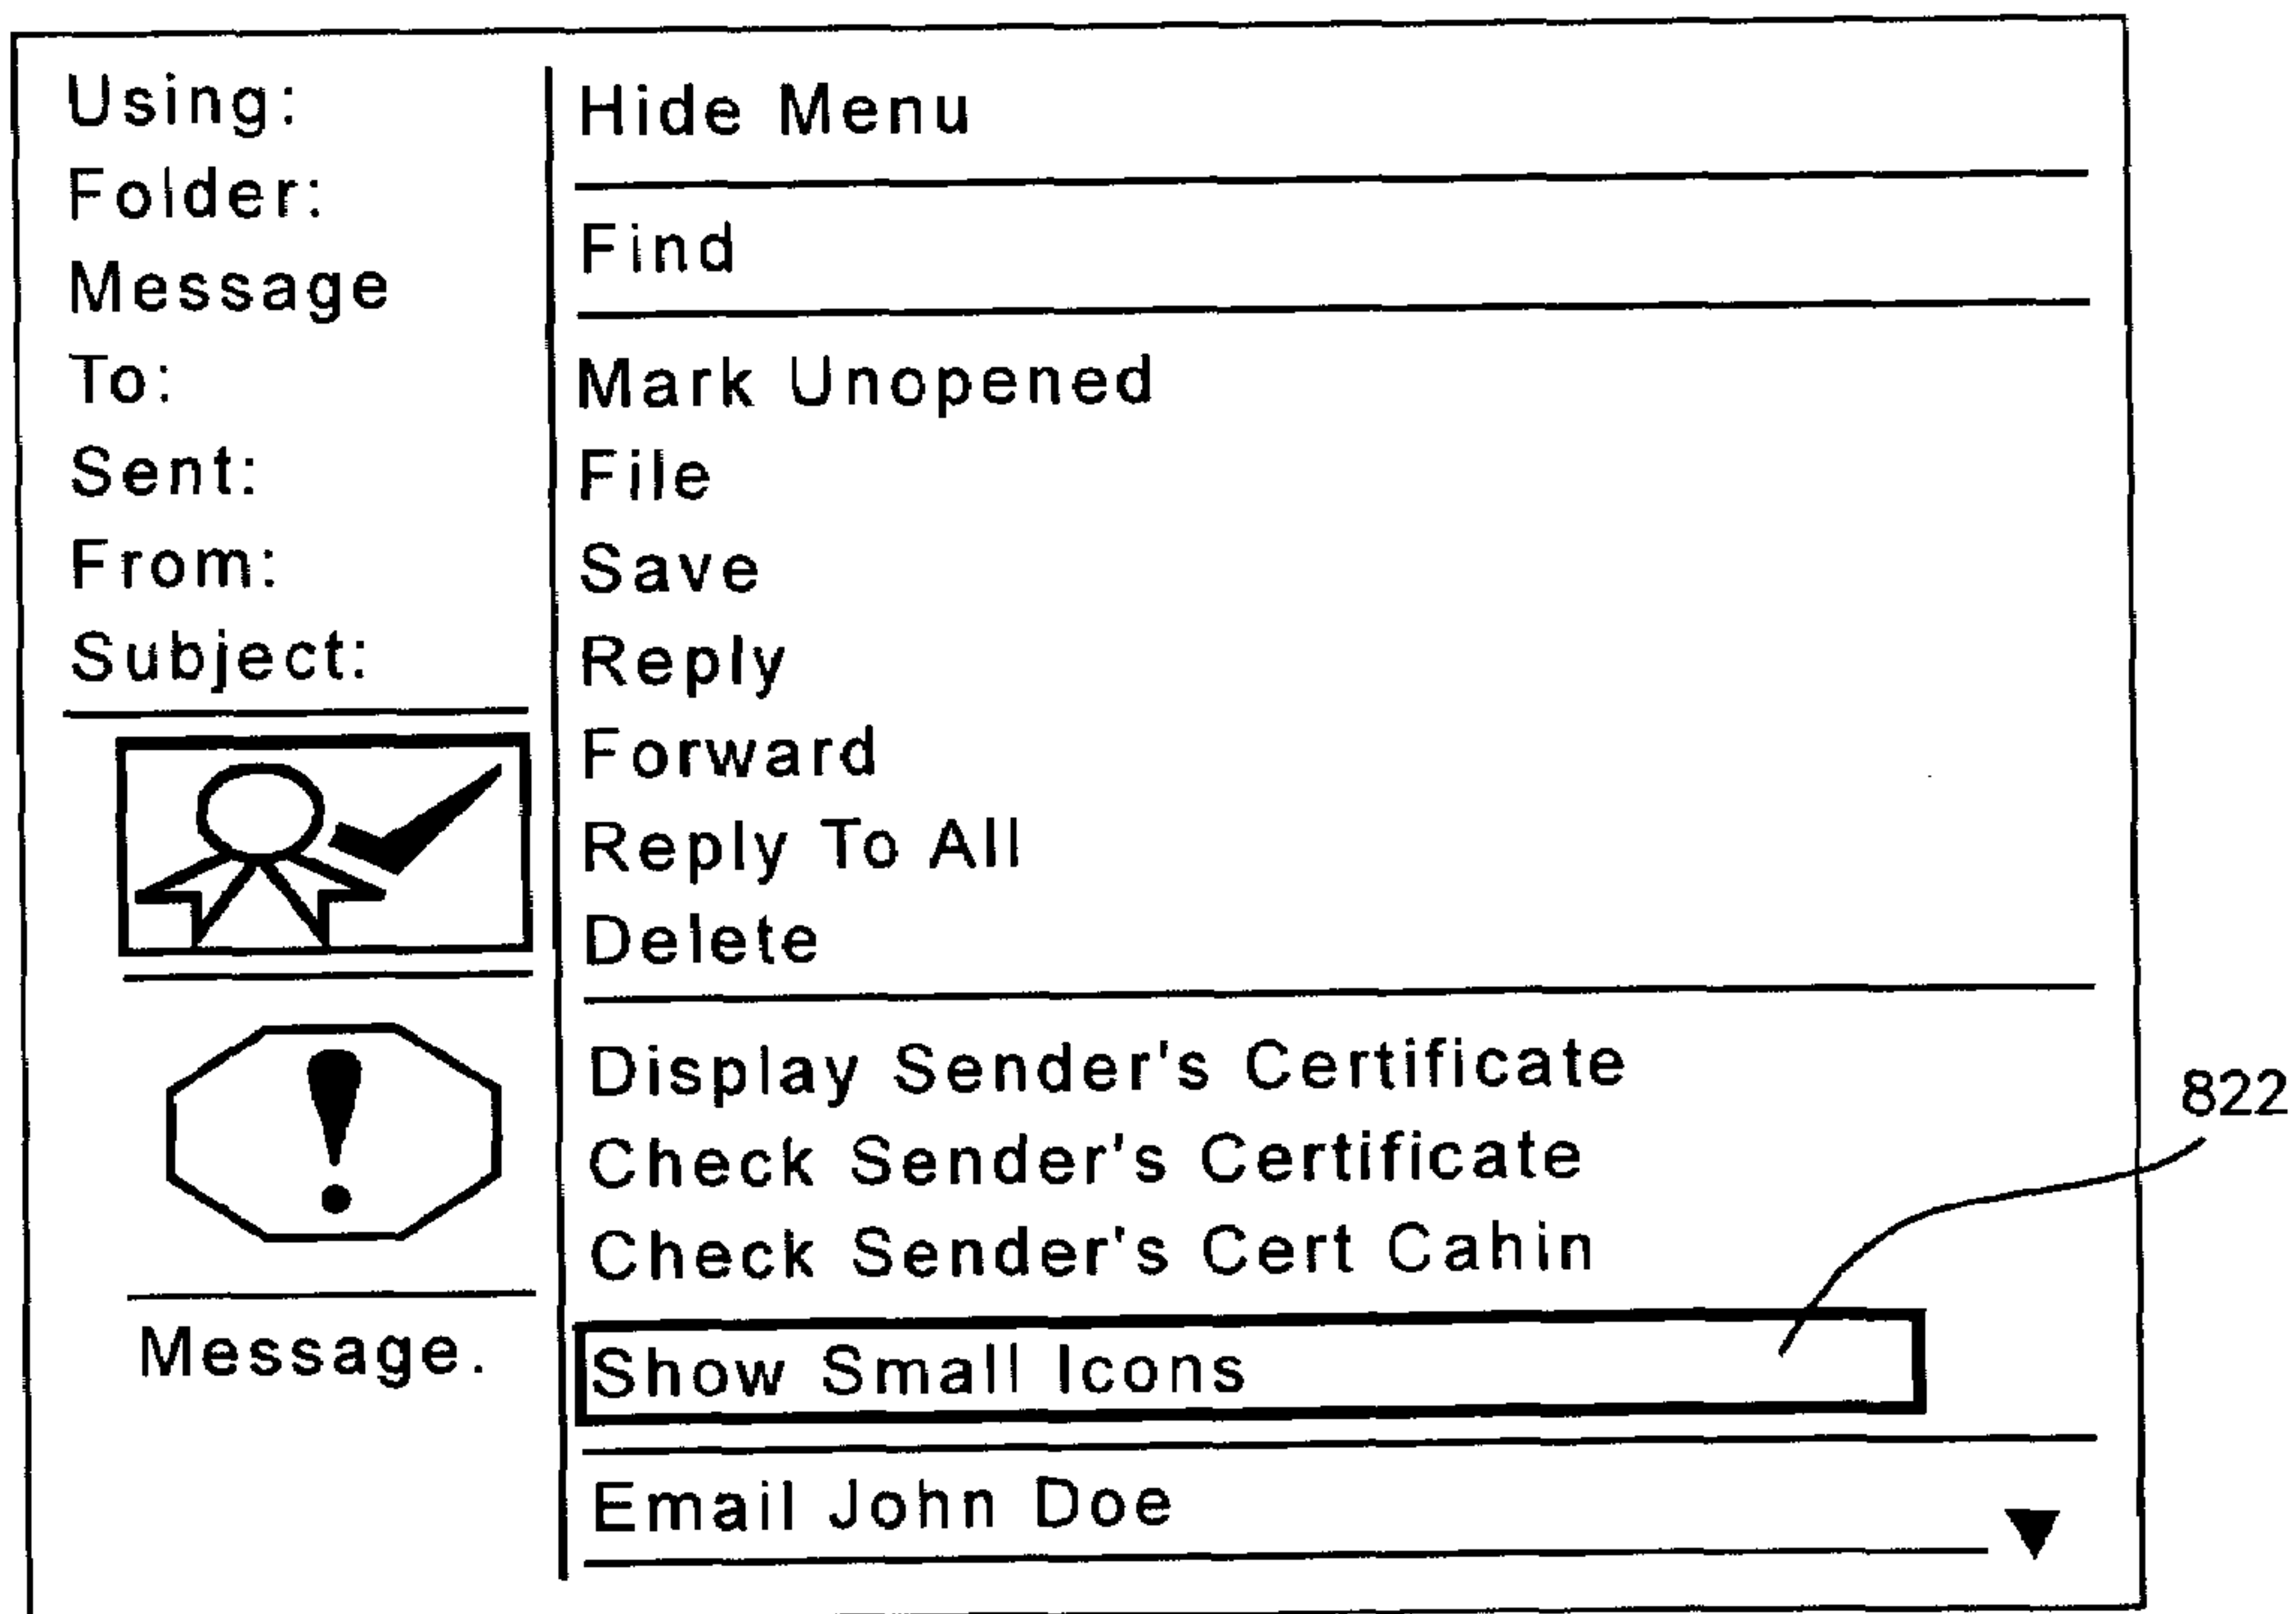 Using:
Folder:
Message
To:
Sent:
From:
Subject:
Message.
Hide Menu
Find
Mark Unopened
File
Save
Reply
Forward
Reply To All
Delete
Display Sender's Certificate
Check Sender's Certificate
Check Sender's Cert Cahin
Show Small Icons
Email John Doe
822